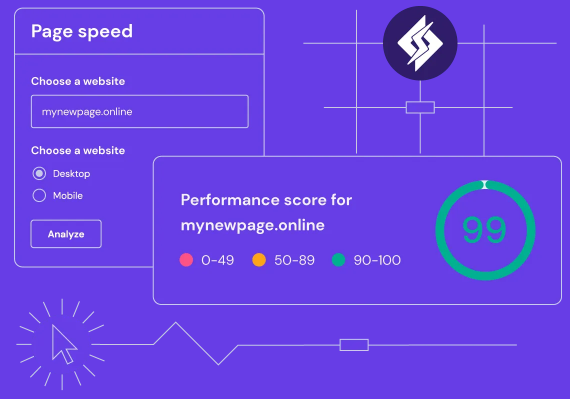 Page speed
Choose a website
mynewpage.online
Choose a website
Desktop
Mobile
Analyze
Performance score for
mynewpage.online
0-49
50-89
90-100
99